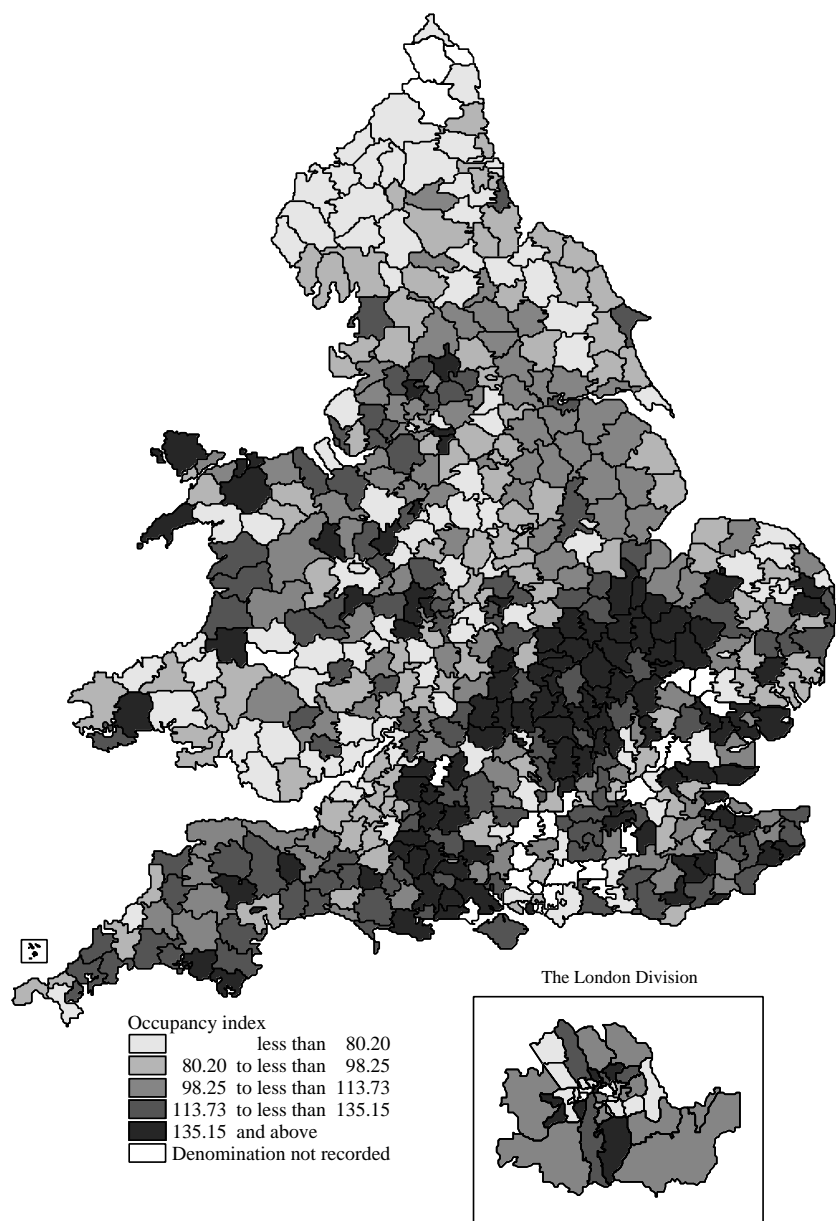 The London Division
Occupancy index
less than 80.20
80.20 to less than 98.25
98.25 to less than 113.73
113.73 to less than 135.15
135.15 and above
Denomination not recorded